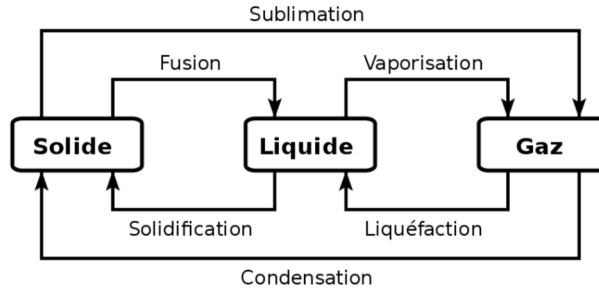 Sublimation
Fusion
Vaporisation
Solide
Liquide
Gaz
Solidification
Liquéfaction
Condensation